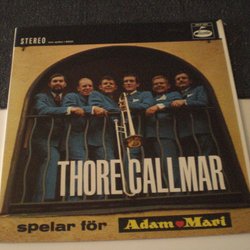 STEREO
THORE CALLMAR
spelar för Adam Mari